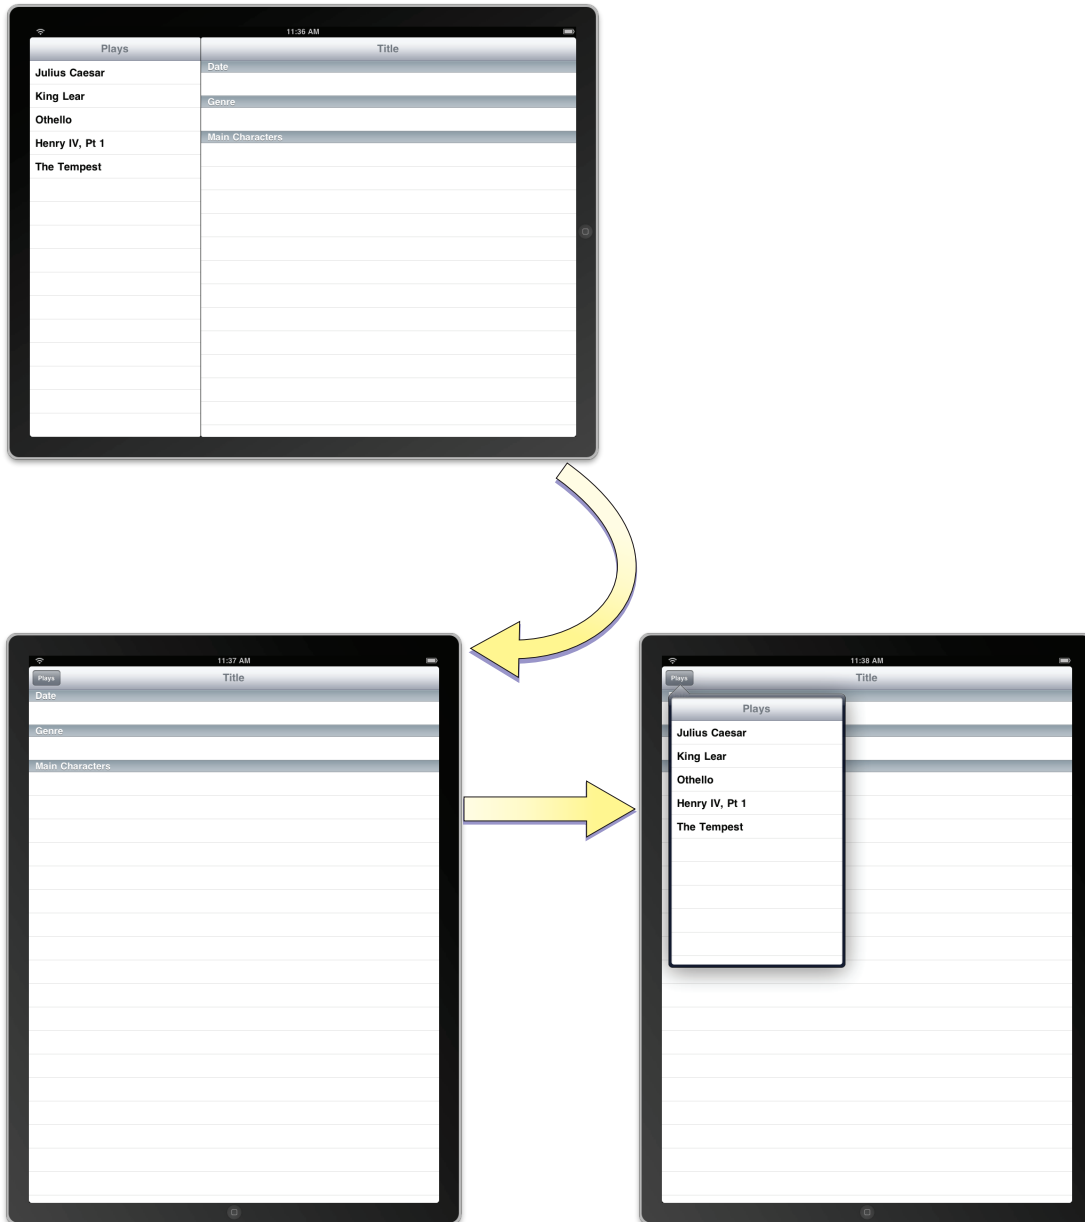 11:36 AM
Plays
Title
Julius Caesar
King Lear
Othello
Henry IV, Pt 1
The Tempest
Date
Genre
Main Characters
11:37 AM
Plays
Title
Date
Genre
Main Characters
11:38 AM
Plays
Title
Plays
Julius Caesar
King Lear
Othello
Henry IV, Pt 1
The Tempest